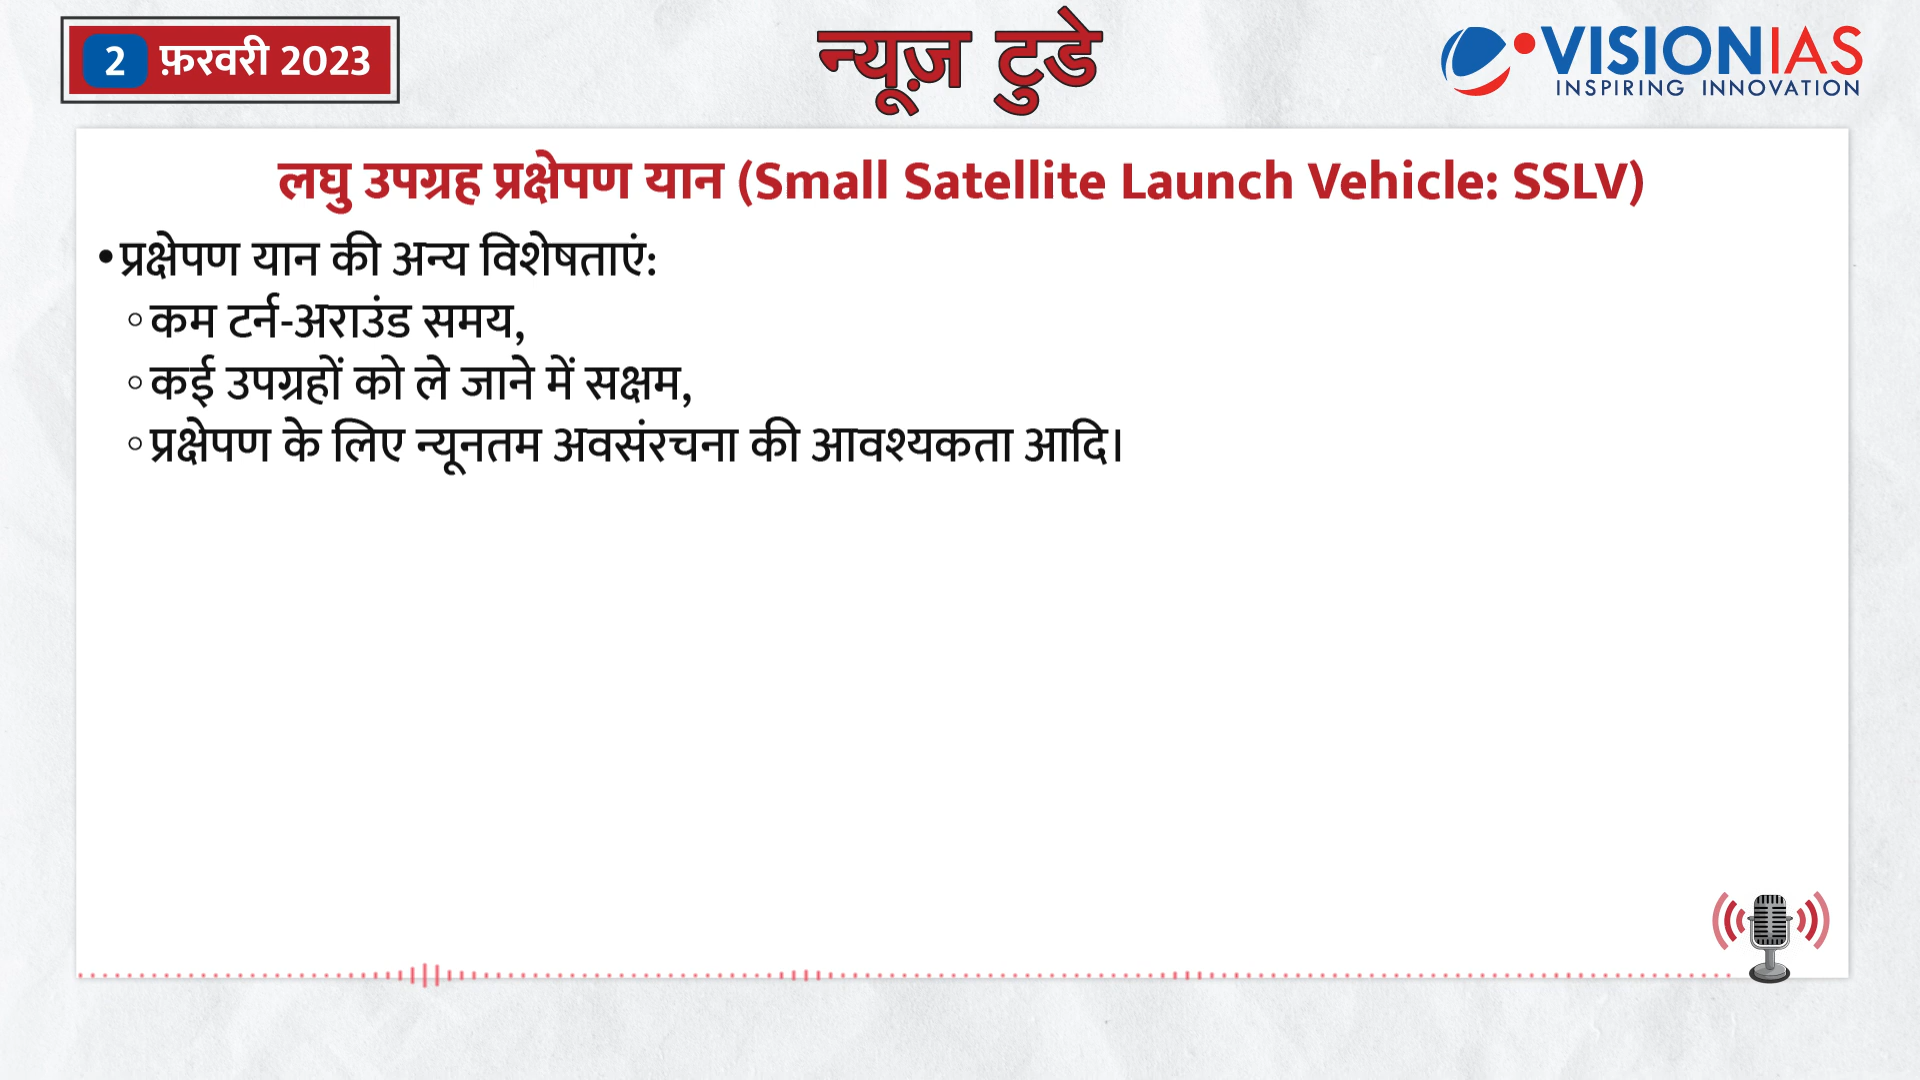 2 फ़रवरी 2023
न्यूज़ टुडे
VISIONIAS
INSPIRING INNOVATION
लघु उपग्रह प्रक्षेपण यान (Small Satellite Launch Vehicle: SSLV)
•प्रक्षेपण यान की अन्य विशेषताएं:
◦कम टर्न-अराउंड समय,
◦कई उपग्रहों को ले जाने में सक्षम,
◦प्रक्षेपण के लिए न्यूनतम अवसंरचना की आवश्यकता आदि।